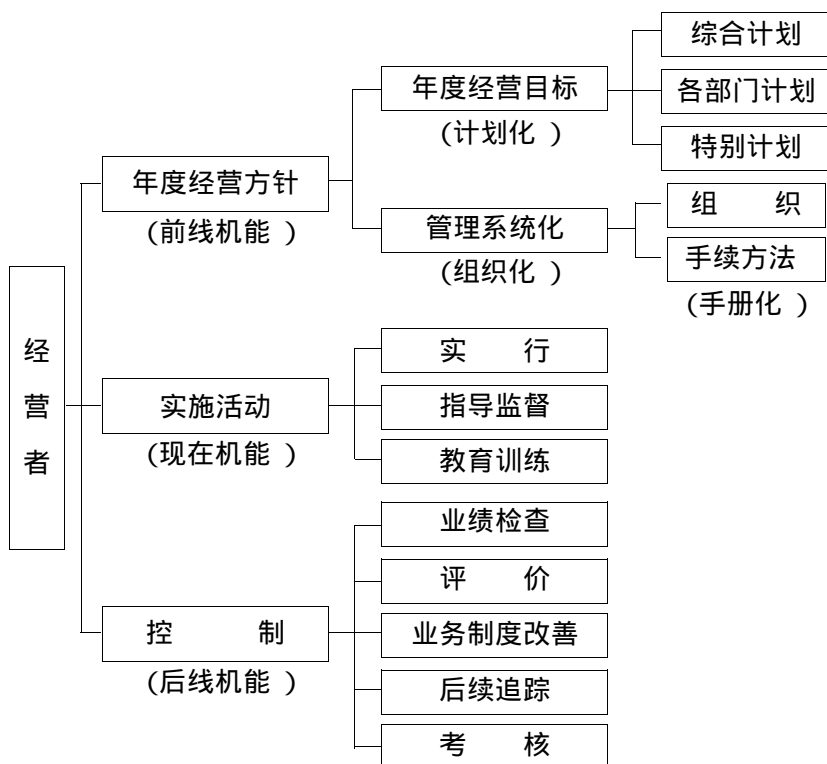 经营者
年度经营方针
(前线机能 )
年度经营目标
(计划化 )
综合计划
各部门计划
特别计划
管理系统化
(组织化 )
组 织
手续方法
(手册化 )
实施活动
(现在机能 )
实 行
指导监督
教育训练
控 制
(后线机能 )
业绩检查
评 价
业务制度改善
后续追踪
考 核